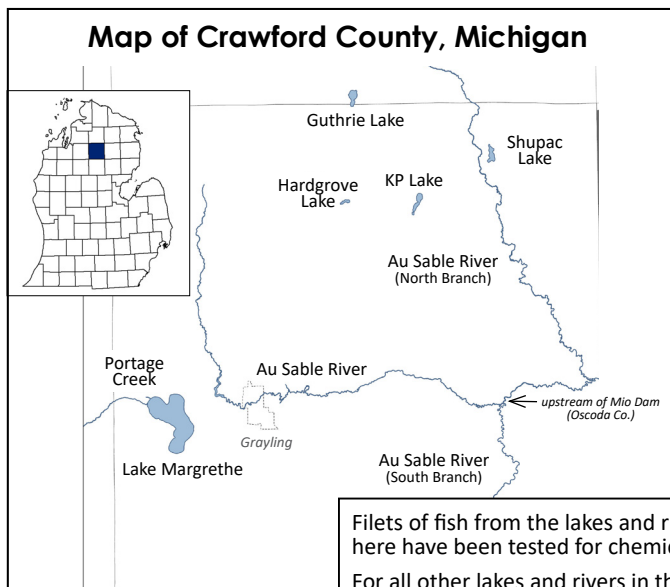 Map of Crawford County, Michigan
Guthrie Lake
Shupac
Lake
Hardgrove
Lake
KP Lake
Au Sable River
(North Branch)
Portage
Creek
Au Sable River
upstream of Mio Dam
(Oscoda Co.)
Grayling
Lake Margrethe
Au Sable River
(South Branch)
Filets of fish from the lakes and r
here have been tested for chemic
For all other lakes and rivers in th